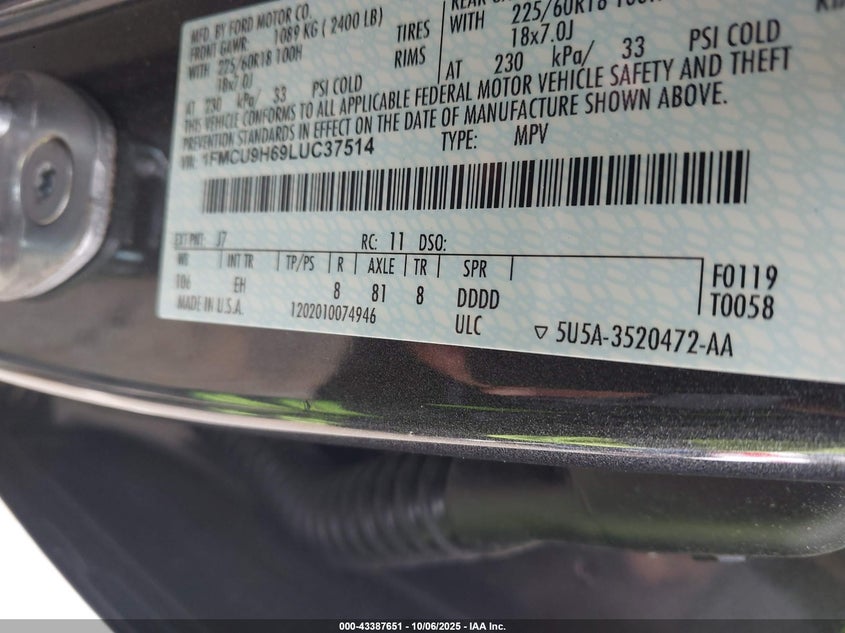 MFD. BY FORD MOTOR CO.
FRONT GAWR: 1089 KG ( 2400 LB)
WITH 225/60R18 100H TIRES
18x7.0J RIMS
AT 230 kPa/ 33 PSI COLD
WITH 225/60R18
18x7.0J
AT 230 kPa/ 33 PSI COLD
THIS VEHICLE CONFORMS TO ALL APPLICABLE FEDERAL MOTOR VEHICLE SAFETY AND THEFT
PREVENTION STANDARDS IN EFFECT ON THE DATE OF MANUFACTURE SHOWN ABOVE.
VIN: 1FMCU9H69LUC37514 TYPE: MPV
EXT PNT: J7 RC: 11 DSO:
WB INT TR TP/PS R AXLE TR SPR
106 EH 8 81 8 DDDD
F0119
T0058
MADE IN U.S.A. 1202010074946 ULC
5U5A-3520472-AA
000-43387651 - 10/06/2025 - IAA Inc.